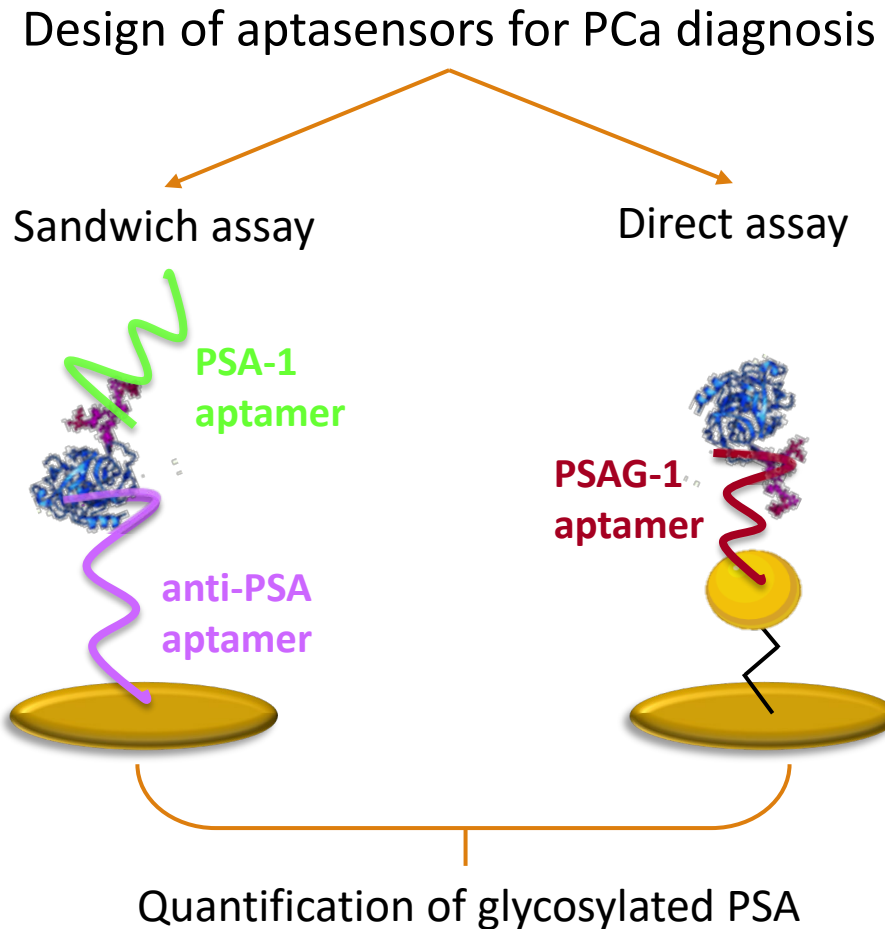 Design of aptasensors for PCa diagnosis
Sandwich assay
Direct assay
PSA-1
aptamer
PSAG-1
aptamer
anti-PSA
aptamer
Quantification of glycosylated PSA